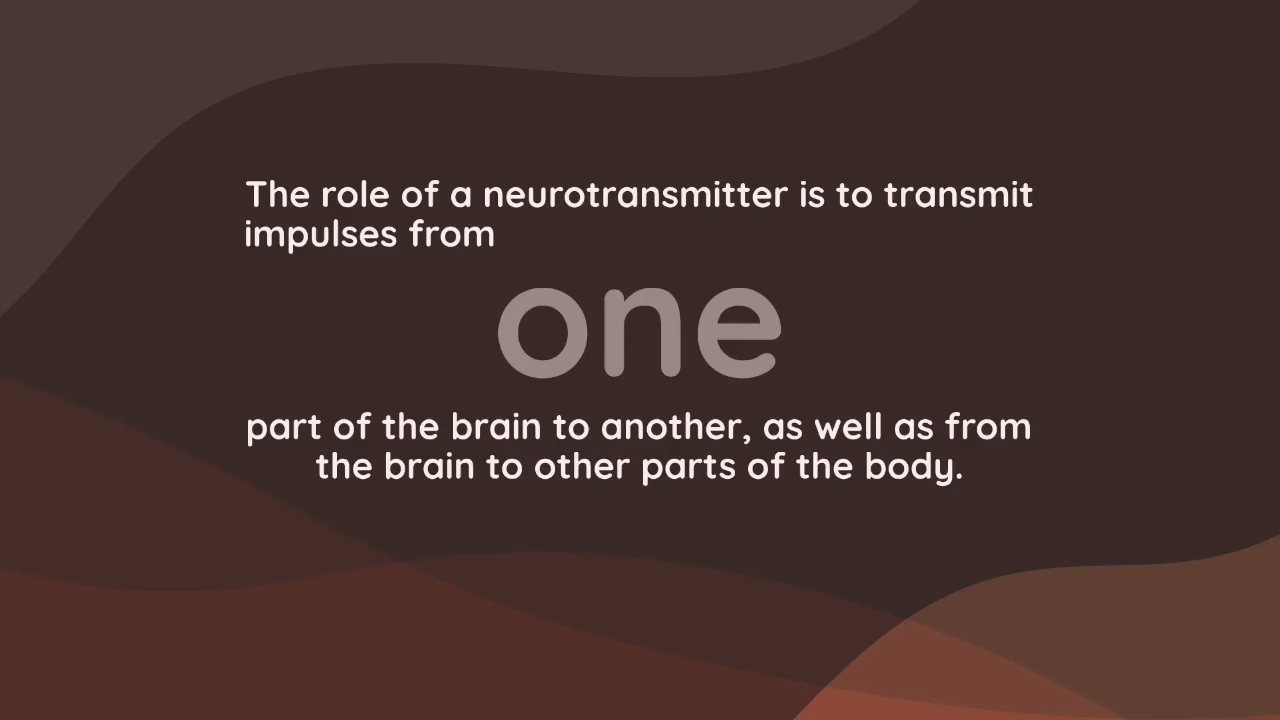 The role of a neurotransmitter is to transmit
impulses from
one
part of the brain to another, as well as from
the brain to other parts of the body.